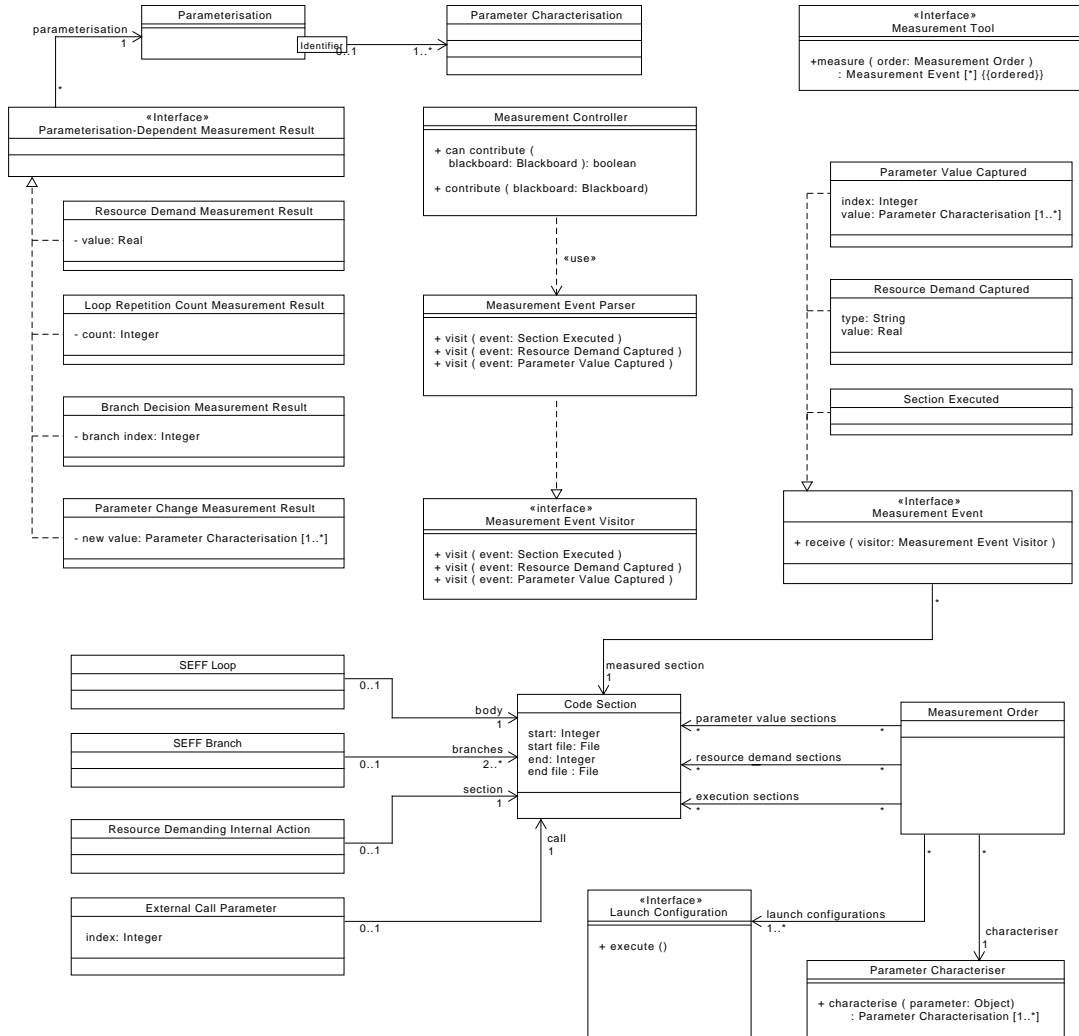 Parameterisation
Parameter Characterisation
«Interface»
Measurement Tool
parameterisation
1
Identifier
0..1
1..*
+measure ( order: Measurement Order )
: Measurement Event [*] {{ordered}}
*
«Interface»
Parameterisation-Dependent Measurement Result
Measurement Controller
+ can contribute (
blackboard: Blackboard ): boolean
+ contribute ( blackboard: Blackboard)
Parameter Value Captured
index: Integer
value: Parameter Characterisation [1..*]
Resource Demand Measurement Result
- value: Real
«use»
Resource Demand Captured
type: String
value: Real
Loop Repetition Count Measurement Result
- count: Integer
Measurement Event Parser
+ visit ( event: Section Executed )
+ visit ( event: Resource Demand Captured )
+ visit ( event: Parameter Value Captured )
Section Executed
Branch Decision Measurement Result
- branch index: Integer
Parameter Change Measurement Result
- new value: Parameter Characterisation [1..*]
«interface»
Measurement Event Visitor
+ visit ( event: Section Executed )
+ visit ( event: Resource Demand Captured )
+ visit ( event: Parameter Value Captured )
«Interface»
Measurement Event
+ receive ( visitor: Measurement Event Visitor )
*
measured section
1
SEFF Loop
0..1
body
1
SEFF Branch
0..1
branches
2..*
Resource Demanding Internal Action
0..1
section
1
External Call Parameter
index: Integer
0..1
call
1
Code Section
start: Integer
start file: File
end: Integer
end file : File
parameter value sections
*
*
resource demand sections
*
*
execution sections
*
*
Measurement Order
*
*
«Interface»
Launch Configuration
+ execute ()
launch configurations
1..*
characteriser
1
Parameter Characteriser
+ characterise ( parameter: Object)
: Parameter Characterisation [1..*]